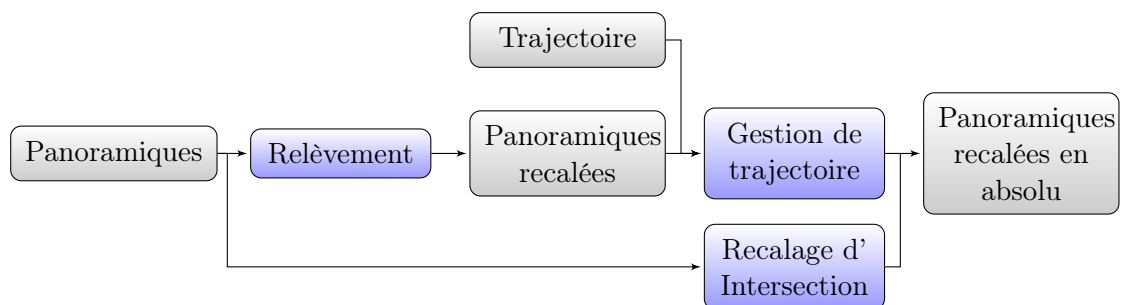 Trajectoire
Panoramiques
Relèvement
Panoramiques
recalées
Gestion de
trajectoire
Panoramiques
recalées en
absolu
Recalage d'
Intersection